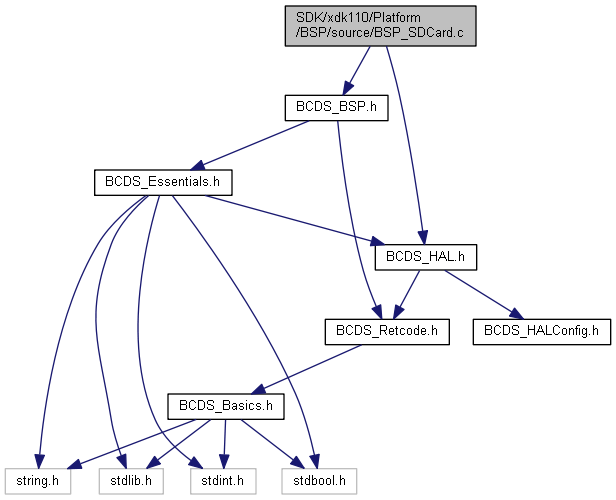 SDK/xdk110/Platform
/BSP/source/BSP_SDCard.c
BCDS_BSP.h
BCDS_Essentials.h
BCDS_HAL.h
BCDS_Retcode.h
BCDS_HALConfig.h
BCDS_Basics.h
string.h
stdlib.h
stdint.h
stdbool.h